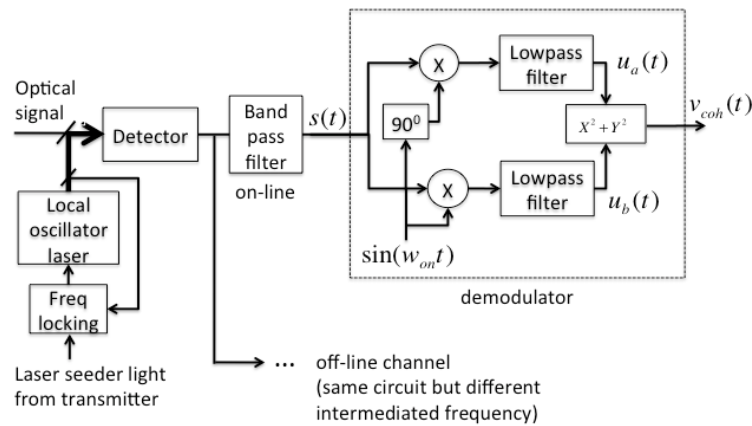 Optical
signal
Detector
Band
pass
filter
on-line
s(t)
Local
oscillator
laser
Freq
locking
Laser seeder light
from transmitter
X
90⁰
X
sin(w_on t)
Lowpass
filter
u_a(t)
X² + Y²
v_coh(t)
Lowpass
filter
u_b(t)
demodulator
... off-line channel
(same circuit but different
intermediated frequency)